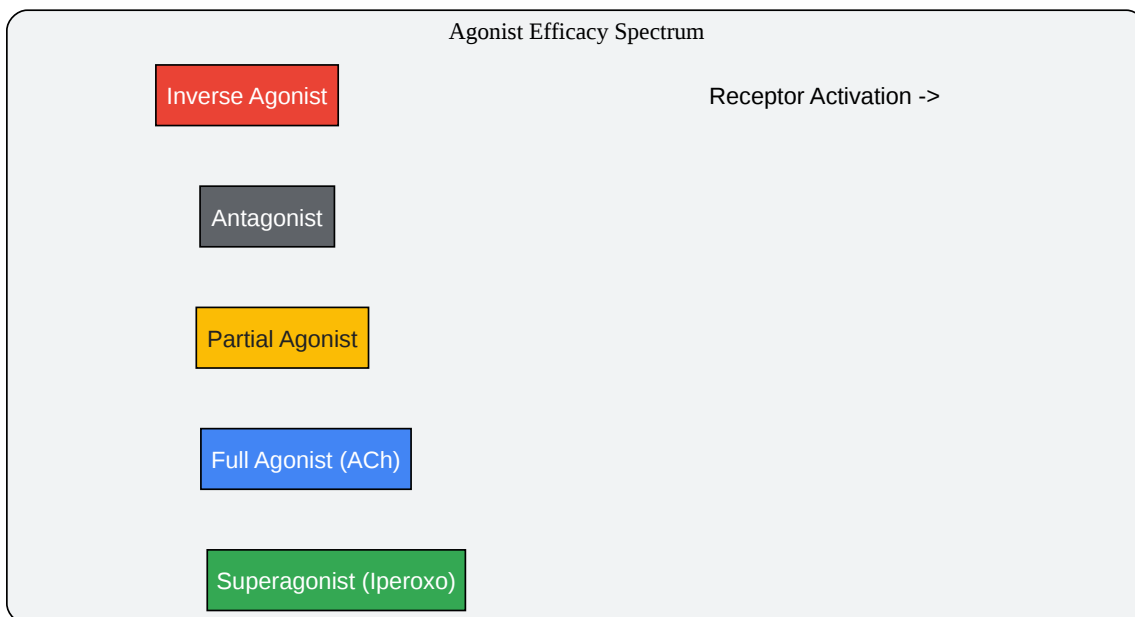 Agonist Efficacy Spectrum
Inverse Agonist
Receptor Activation ->
Antagonist
Partial Agonist
Full Agonist (ACh)
Superagonist (Iperoxo)